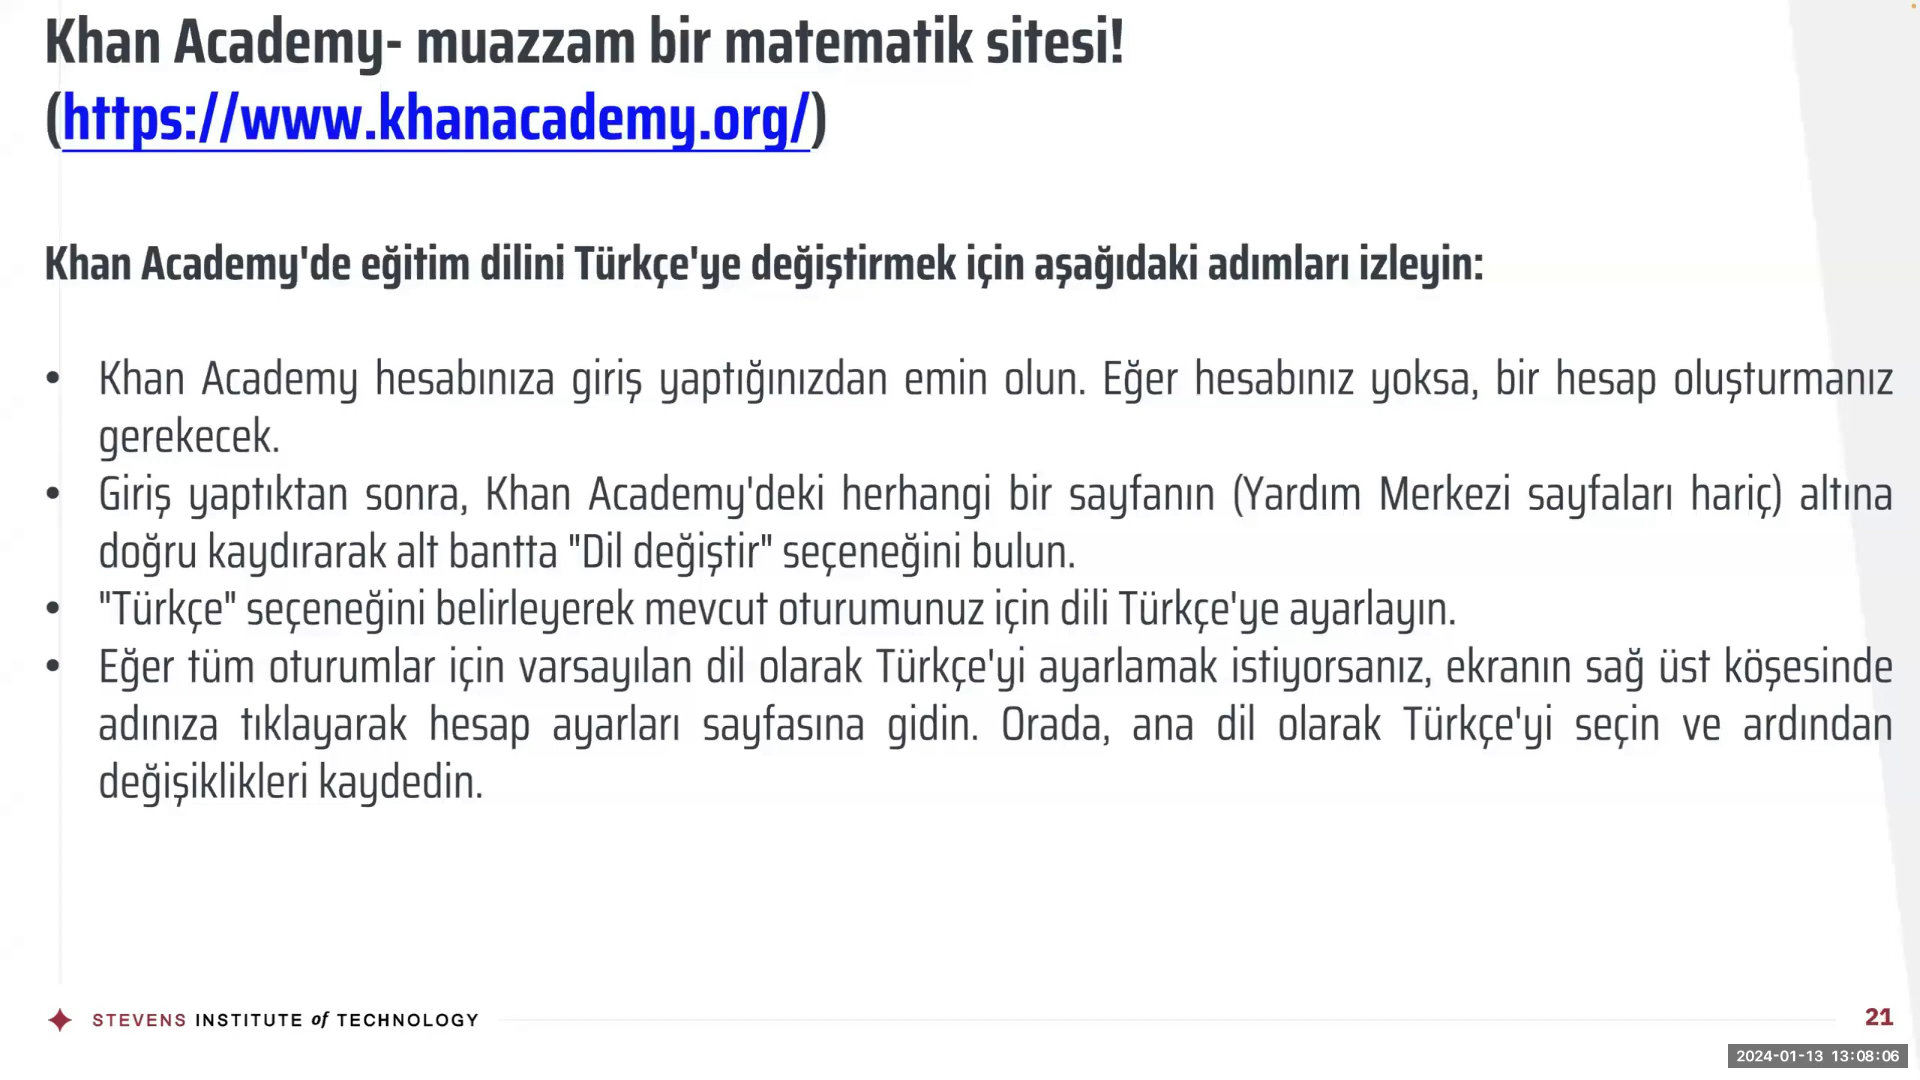 Khan Academy- muazzam bir matematik sitesi!
(https://www.khanacademy.org/)
Khan Academy'de eğitim dilini Türkçe'ye değiştirmek için aşağıdaki adımları izleyin:
• Khan Academy hesabınıza giriş yaptığınızdan emin olun. Eğer hesabınız yoksa, bir hesap oluşturmanız
gerekecek.
• Giriş yaptıktan sonra, Khan Academy'deki herhangi bir sayfanın (Yardım Merkezi sayfaları hariç) altına
doğru kaydırarak alt bantta "Dil değiştir" seçeneğini bulun.
• "Türkçe" seçeneğini belirleyerek mevcut oturumunuz için dili Türkçe'ye ayarlayın.
• Eğer tüm oturumlar için varsayılan dil olarak Türkçe'yi ayarlamak istiyorsanız, ekranın sağ üst köşesinde
adınıza tıklayarak hesap ayarları sayfasına gidin. Orada, ana dil olarak Türkçe'yi seçin ve ardından
değişiklikleri kaydedin.
STEVENS INSTITUTE of TECHNOLOGY
21
2024-01-13 13:08:06